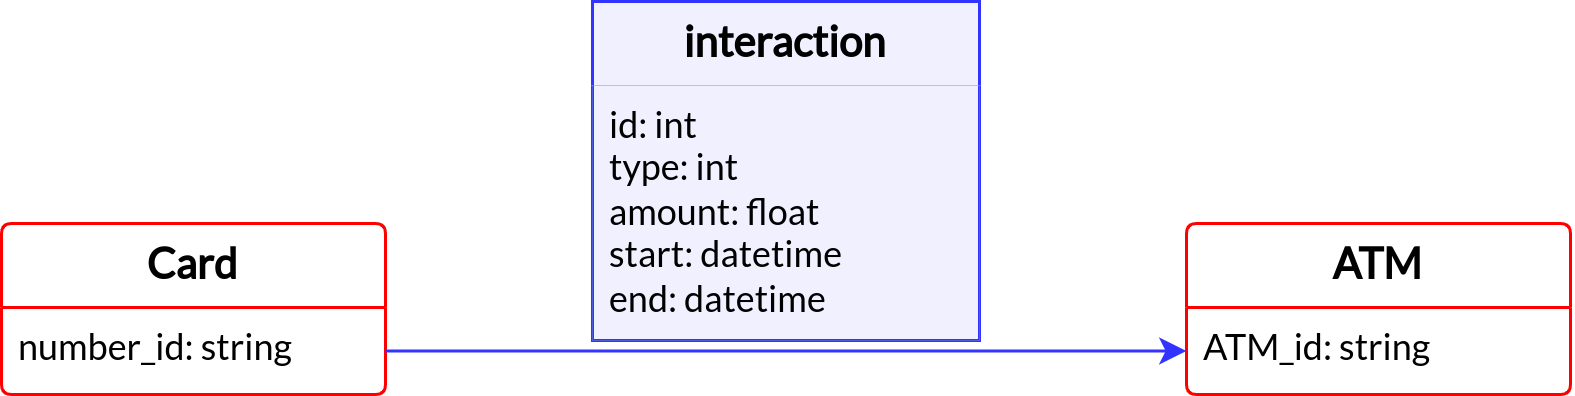 interaction
id: int
type: int
amount: float
start: datetime
end: datetime
Card
number_id: string
ATM
ATM_id: string